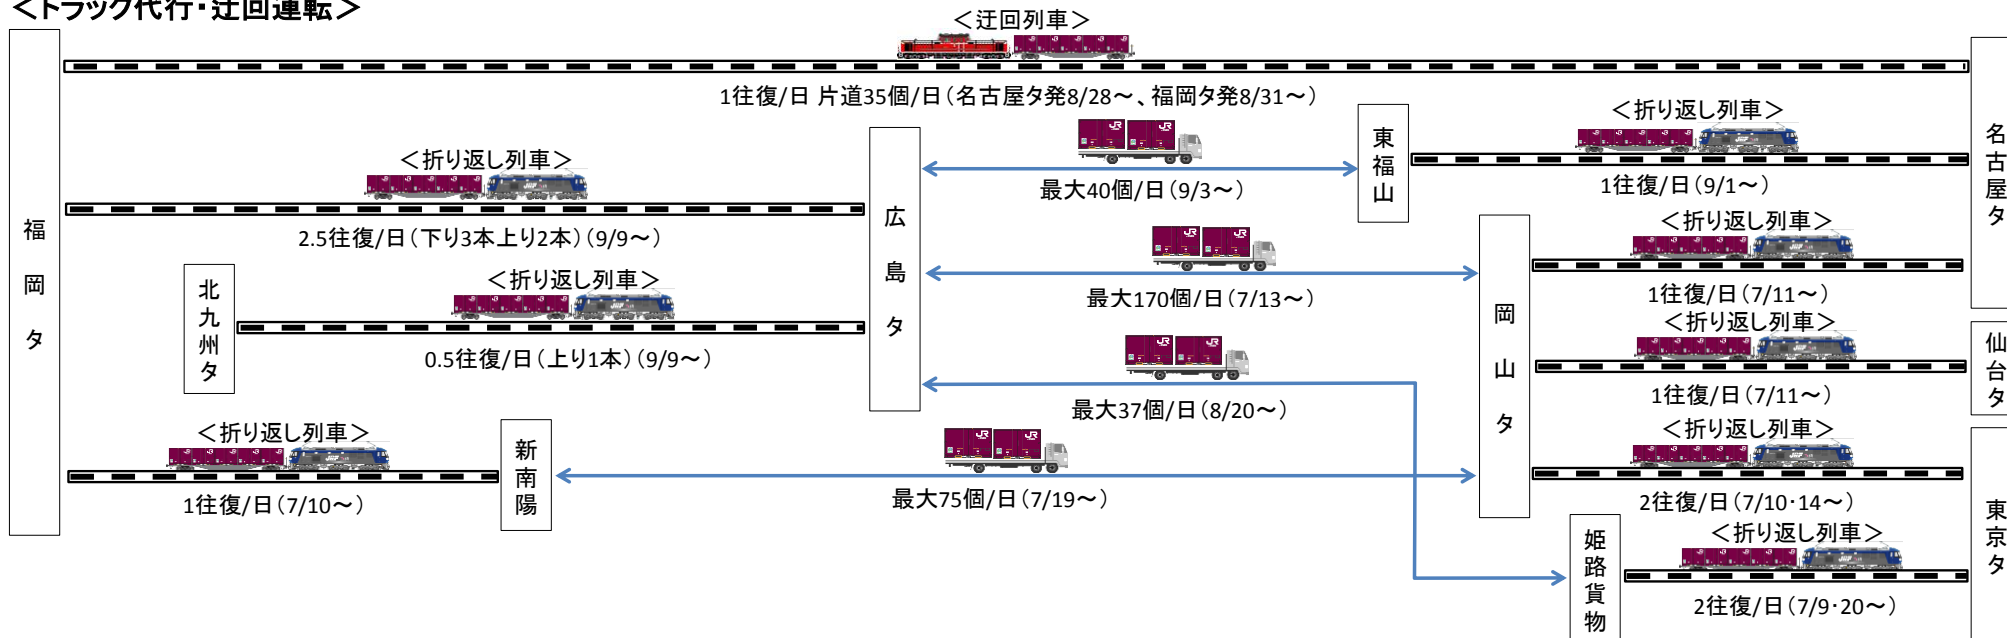 ＜トラック代行・迂回運転＞
＜迂回列車＞
1往復/日 片道35個/日（名古屋タ発8/28～、福岡タ発8/31～）
福岡タ
名古屋タ
＜折り返し列車＞
2.5往復/日（下り3本上り2本）（9/9～）
広島タ
最大40個/日（9/3～）
東福山
＜折り返し列車＞
1往復/日（9/1～）
北九州タ
＜折り返し列車＞
0.5往復/日（上り1本）（9/9～）
最大170個/日（7/13～）
岡山タ
＜折り返し列車＞
1往復/日（7/11～）
＜折り返し列車＞
1往復/日（7/11～）
仙台タ
最大37個/日（8/20～）
＜折り返し列車＞
1往復/日（7/10～）
新南陽
最大75個/日（7/19～）
＜折り返し列車＞
2往復/日（7/10・14～）
東京タ
姫路貨物
＜折り返し列車＞
2往復/日（7/9・20～）